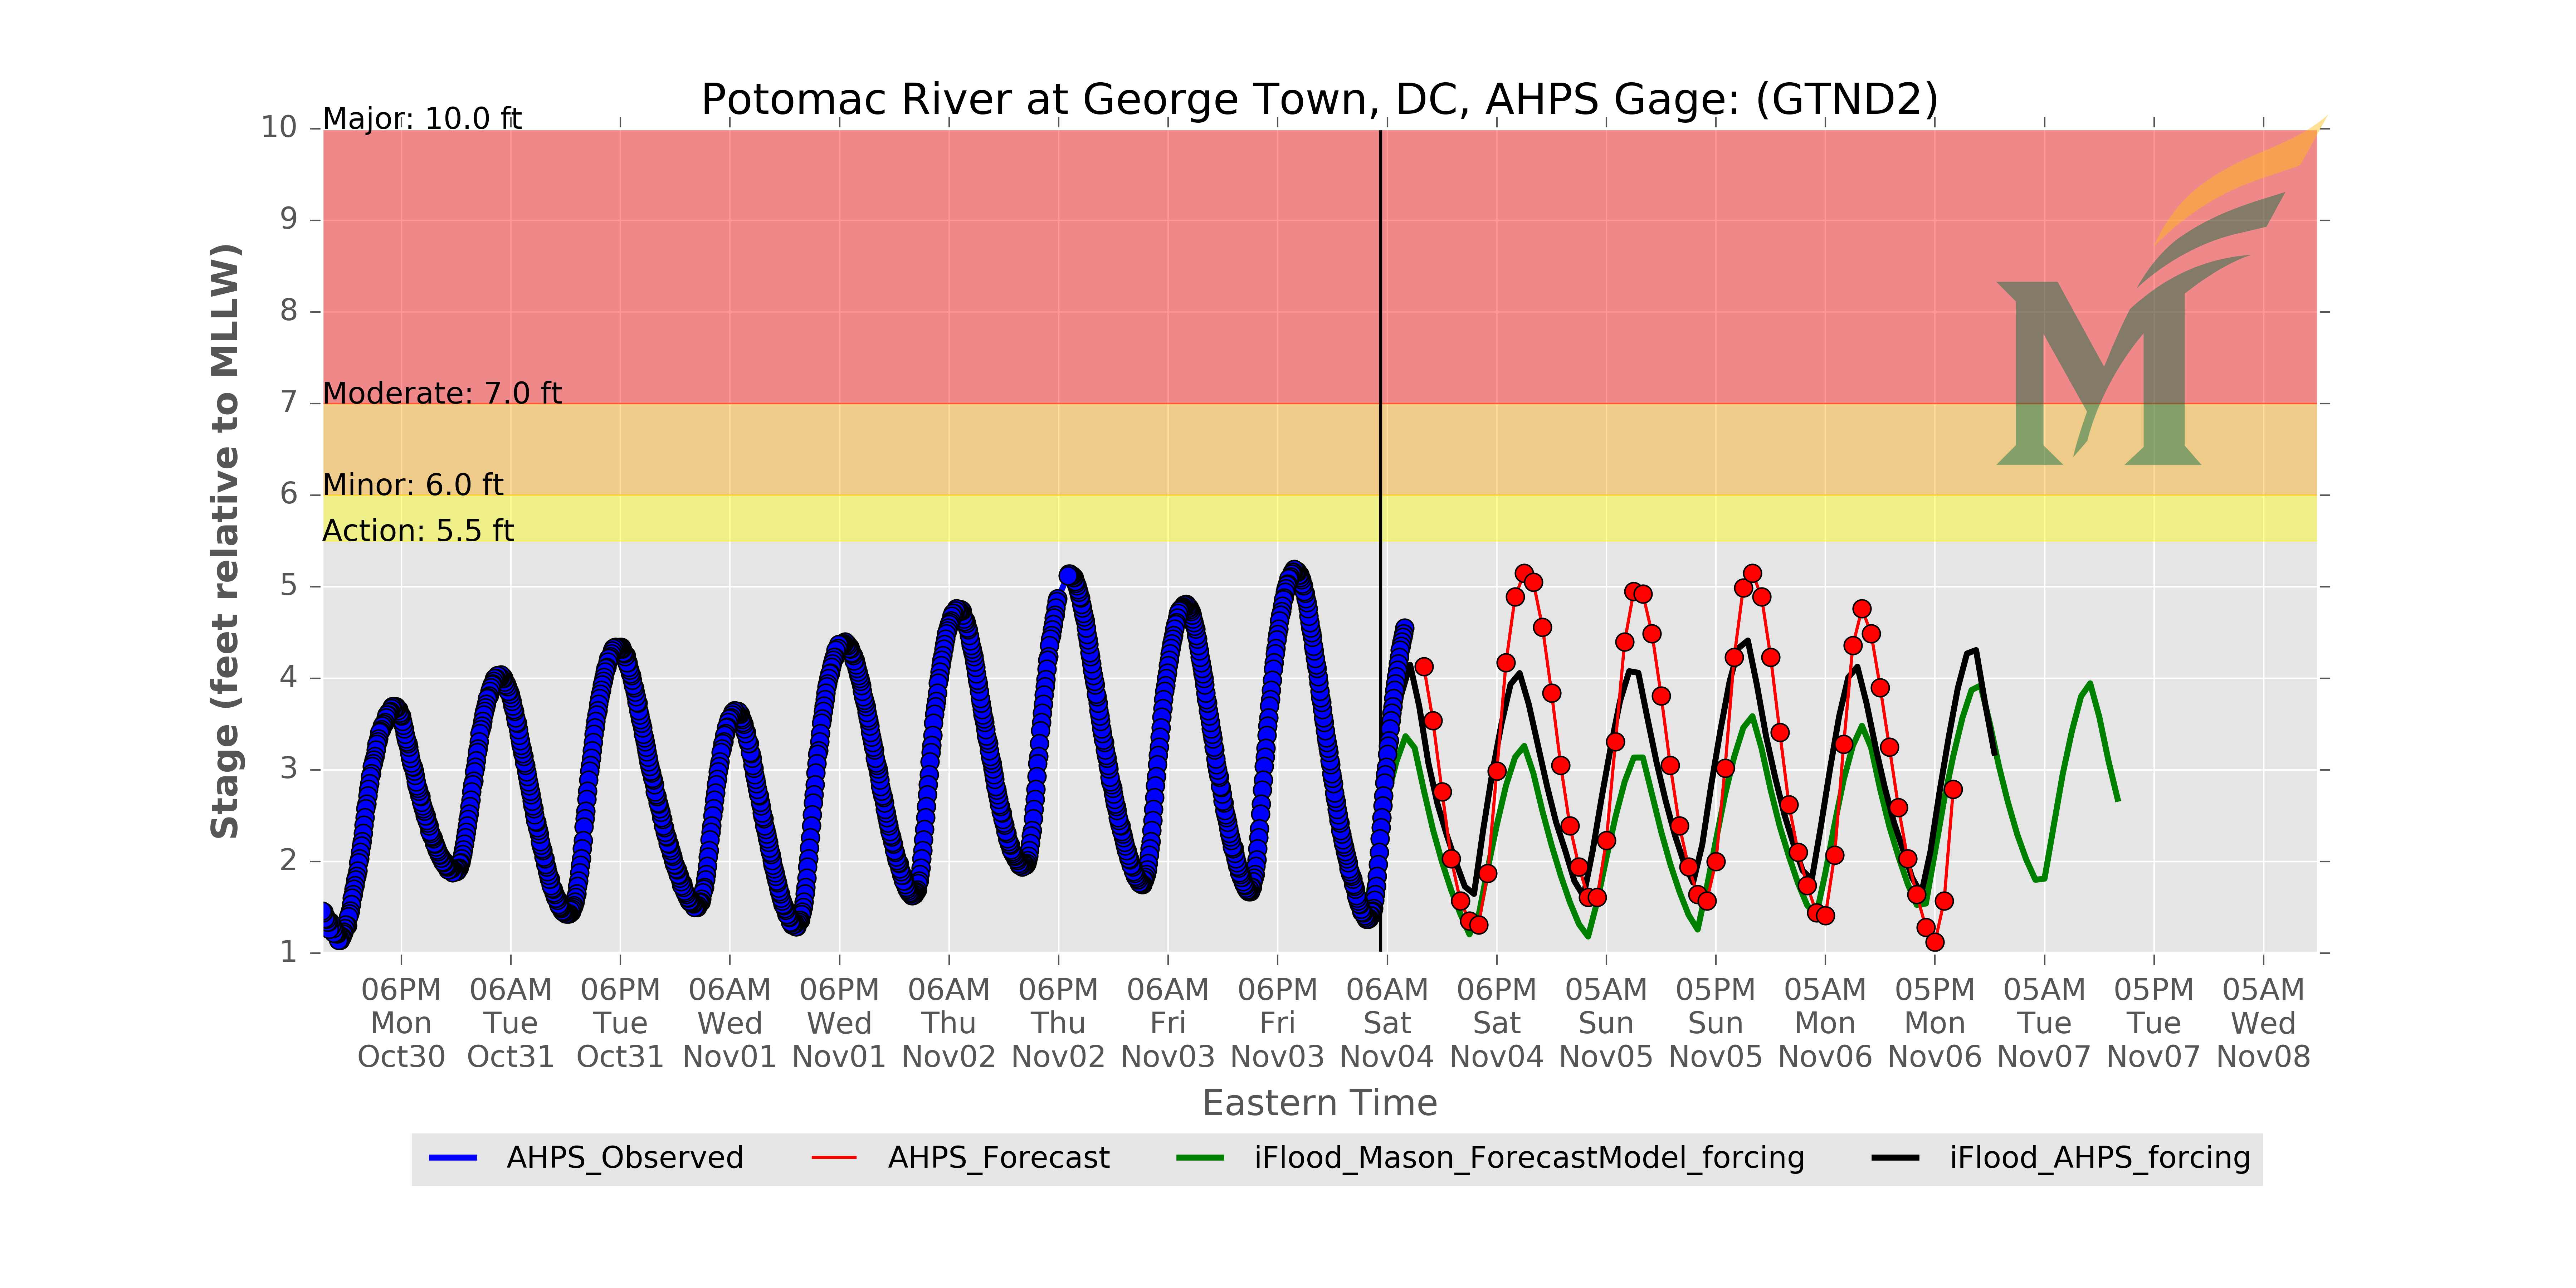 Potomac River at George Town, DC, AHPS Gage: (GTND2)
Major: 10.0 ft
Moderate: 7.0 ft
Minor: 6.0 ft
Action: 5.5 ft
10
9
8
7
6
5
4
3
2
1
Stage (feet relative to MLLW)
06PM 06AM 06PM 06AM 06PM 06AM 06PM 06AM 06PM 06AM 06PM 05AM 05PM 05AM 05PM 05AM 05PM 05AM
Mon Tue Tue Wed Wed Thu Thu Fri Fri Sat Sat Sun Sun Mon Mon Tue Tue Wed
Oct30 Oct31 Oct31 Nov01 Nov01 Nov02 Nov02 Nov03 Nov03 Nov04 Nov04 Nov05 Nov05 Nov06 Nov06 Nov07 Nov07 Nov08
Eastern Time
AHPS_Observed AHPS_Forecast iFlood_Mason_ForecastModel_forcing iFlood_AHPS_forcing
M